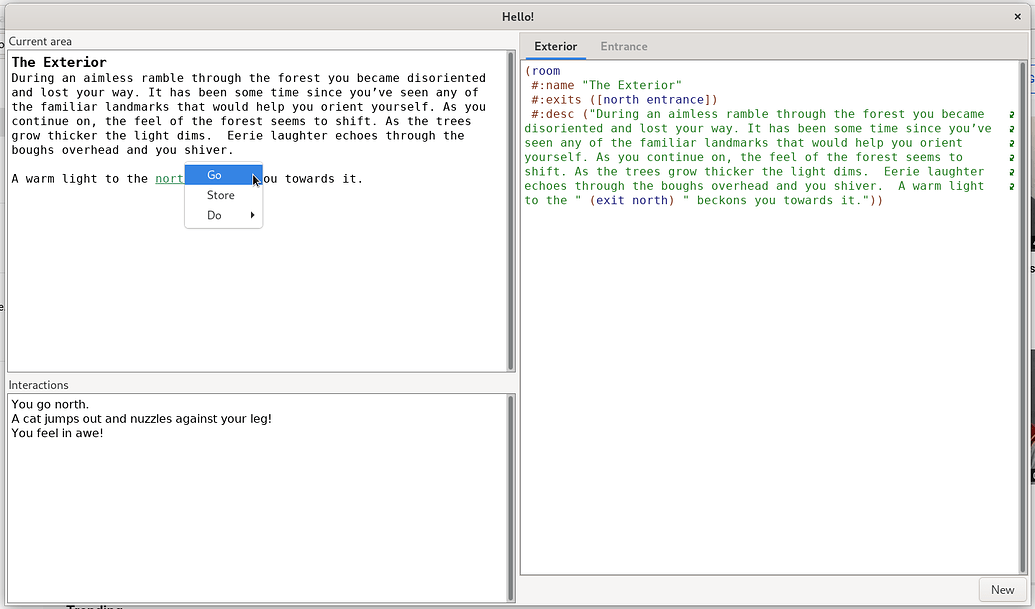 Hello!
Current area
The Exterior
During an aimless ramble through the forest you became disoriented
and lost your way. It has been some time since you’ve seen any of
the familiar landmarks that would help you orient yourself. As you
continue on, the feel of the forest seems to shift. As the trees
grow thicker the light dims.  Eerie laughter echoes through the
boughs overhead and you shiver.
A warm light to the nort ou towards it.
Go
Store
Do
Interactions
You go north.
A cat jumps out and nuzzles against your leg!
You feel in awe!
Exterior Entrance
(room
#:name "The Exterior"
#:exits ([north entrance])
#:desc ("During an aimless ramble through the forest you became
disoriented and lost your way. It has been some time since you’ve
seen any of the familiar landmarks that would help you orient
yourself. As you continue on, the feel of the forest seems to
shift. As the trees grow thicker the light dims.  Eerie laughter
echoes through the boughs overhead and you shiver.  A warm light
to the " (exit north) " beckons you towards it."))
New